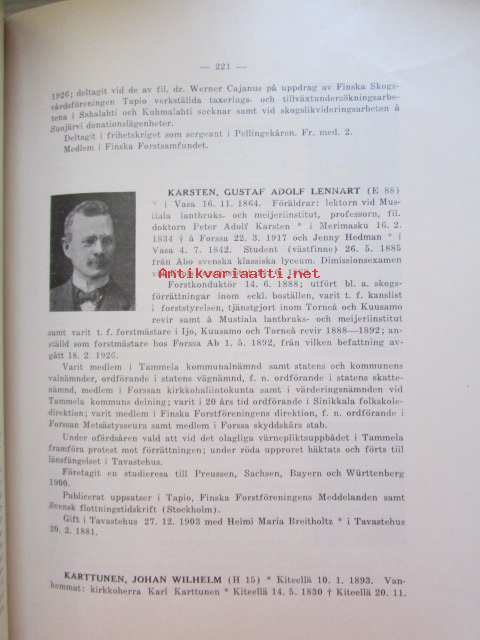 — 221 —
1926; deltagit vid de av fil. dr. Werner Cajanus på uppdrag av Finska Skogs-
vårdsföreningen Tapio verkställda taxerings- och tillväxtundersökningsarbe-
tena i Sahalahti och Kuhmalahti socknar samt vid skogslikvideringsarbeten å
Suojärvi donationslägenheter.
Deltagit i frihetskriget som sergeant i Pellingekåren. Fr. med. 2.
Medlem i Finska Forstsamfundet.
KARSTEN, GUSTAF ADOLF LENNART (E 88)
* i Vasa 16. 11. 1864. Föräldrar: lektorn vid Mus-
tiala lantbruks- och meijeriinstitut, professorn, fil.
doktorn Peter Adolf Karsten * i Merimasku 16. 2.
1834 † å Forssa 22. 3. 1917 och Jenny Hedman * i
Vasa 4. 7. 1842. Student (västfinne) 26. 5. 1885
från Åbo svenska klassiska lyceum. Dimissionsexamen
Antikvariaatti.net
Forstkonduktör 14. 6. 1888; utfört bl. a. skogs-
förrättningar inom eckl. boställen, varit t. f. kanslist
i forststyrelsen, tjänstgjort inom Torneå och Kuusamo
revir samt å Mustiala lantbruks- och meijeriinstitut
samt varit t. f. forstmästare i Ijo, Kuusamo och Torneå revir 1888—1892; an-
ställd som forstmästare hos Forssa Ab 1. 5. 1892, från vilken befattning av-
gått 18. 2. 1926.
Varit medlem i Tammela kommunalnämnd samt statens och kommunens
valnämnder, ordförande i statens vägnämnd, f. n. ordförande i statens skatte-
nämnd, medlem i Forssan kirkkohallintokunta samt i värderingsnämnden vid
Tammela kommuns delning; varit i 20 års tid ordförande i Sinikkala folkskole-
direktion; varit medlem i Finska Forstföreningens direktion, f. n. ordförande i
Forssan Metsästysseura samt medlem i Forssa skyddskårs stab.
Under ofärdsåren vald att vid det olagliga värnepliktsuppbådet i Tammela
framföra protest mot förrättningen; under röda upproret häktats och förts till
länsfängelset i Tavastehus.
Företagit en studieresa till Preussen, Sachsen, Bayern och Württenberg
1900.
Publicerat uppsatser i Tapio, Finska Forstföreningens Meddelanden samt
Svensk flottningstidskrift (Stockholm).
Gift i Tavastehus 27. 12. 1903 med Helmi Maria Breitholtz * i Tavastehus
20. 2. 1881.
KARTTUNEN, JOHAN WILHELM (H 15) * Kiteellä 10. 1. 1893. Van-
hemmat: kirkkoherra Karl Karttunen * Kiteellä 14. 5. 1830 † Kiteellä 20. 11.